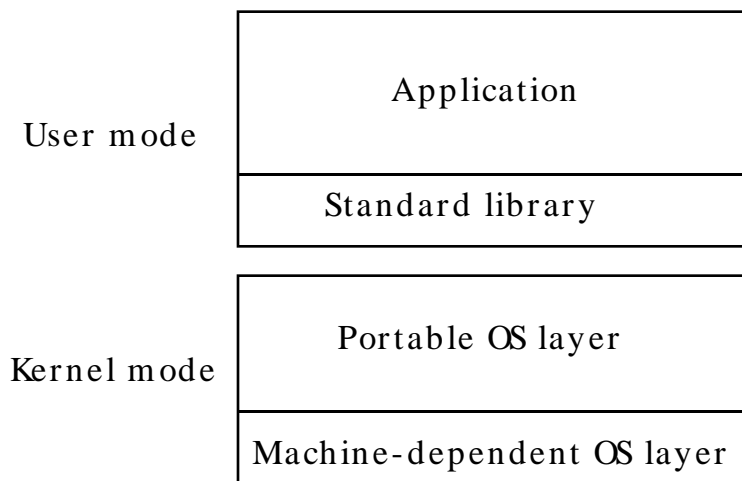 Application
User mode
Standard library
Portable OS layer
Kernel mode
Machine-dependent OS layer